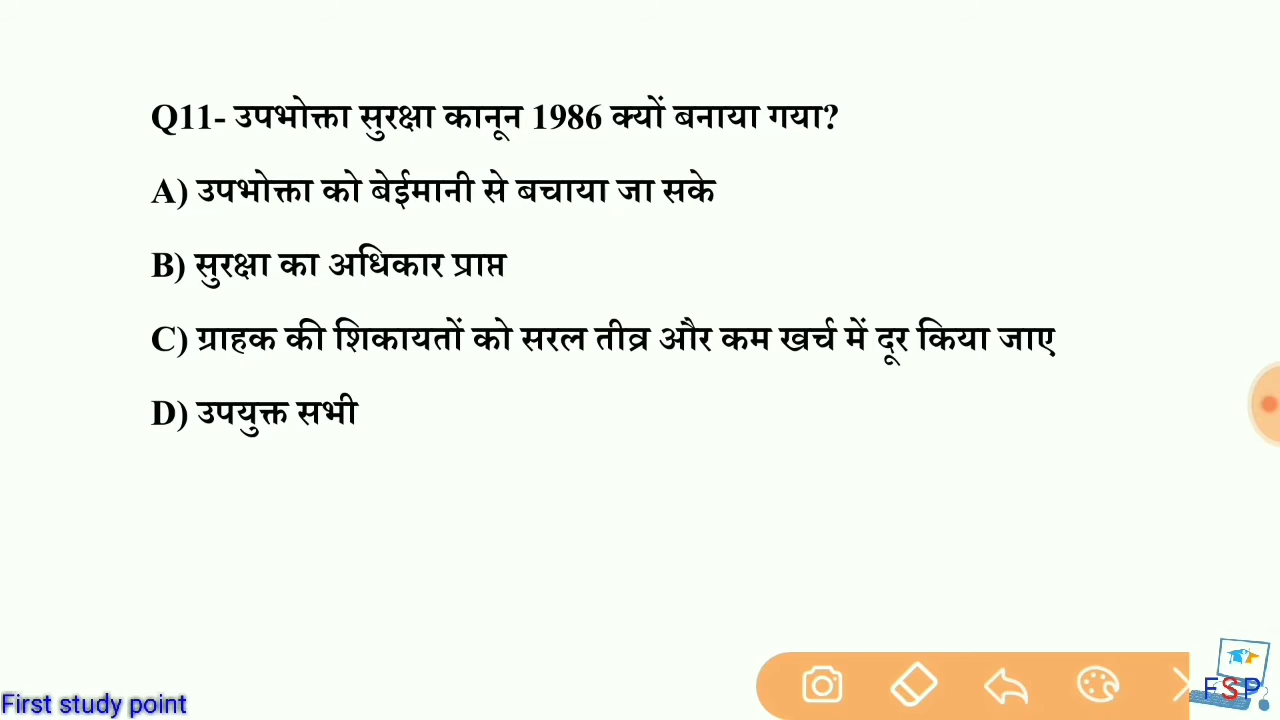 Q11- उपभोक्ता सुरक्षा कानून 1986 क्यों बनाया गया?
A) उपभोक्ता को बेईमानी से बचाया जा सके
B) सुरक्षा का अधिकार प्राप्त
C) ग्राहक की शिकायतों को सरल तीव्र और कम खर्च में दूर किया जाए
D) उपयुक्त सभी
First study point
FSP